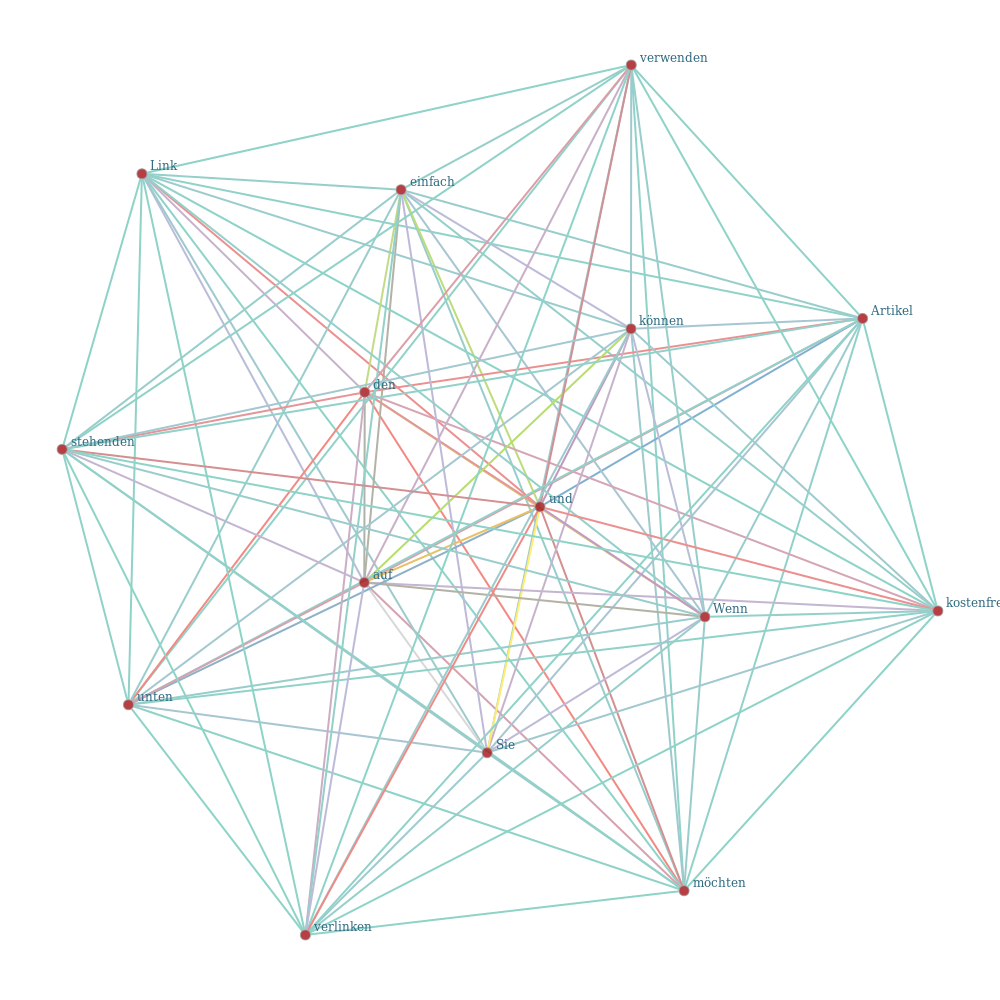 verwenden
Link
einfach
Artikel
können
den
stehenden
und
auf
Wenn
kostenfre
unten
Sie
möchten
verlinken